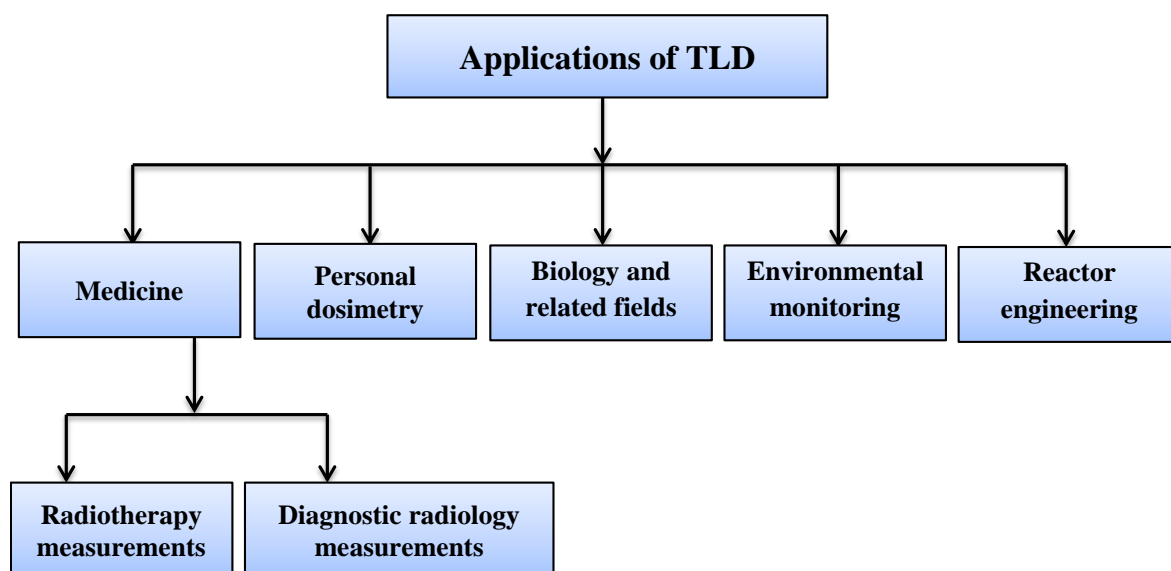 Applications of TLD
Medicine
Personal
dosimetry
Biology and
related fields
Environmental
monitoring
Reactor
engineering
Radiotherapy
measurements
Diagnostic radiology
measurements